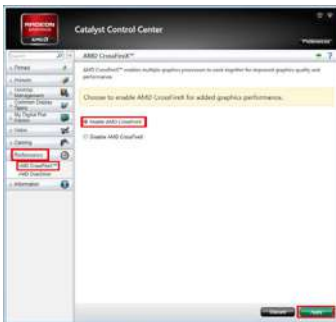 RADEON
GRAPHICS
AMD
Catalyst Control Center
Preferences
Pinned
Presets
Desktop
Management
Common Display
Tasks
My Digital Flat
Panels
Video
Gaming
Performance
AMD CrossFireX™
AMD OverDrive
Information
AMD CrossFireX™
AMD CrossFireX™ enables multiple graphics processors to work together for improved graphics quality and
performance.
Choose to enable AMD CrossFireX for added graphics performance.
Enable AMD CrossFireX
Disable AMD CrossFireX
Discard
Apply